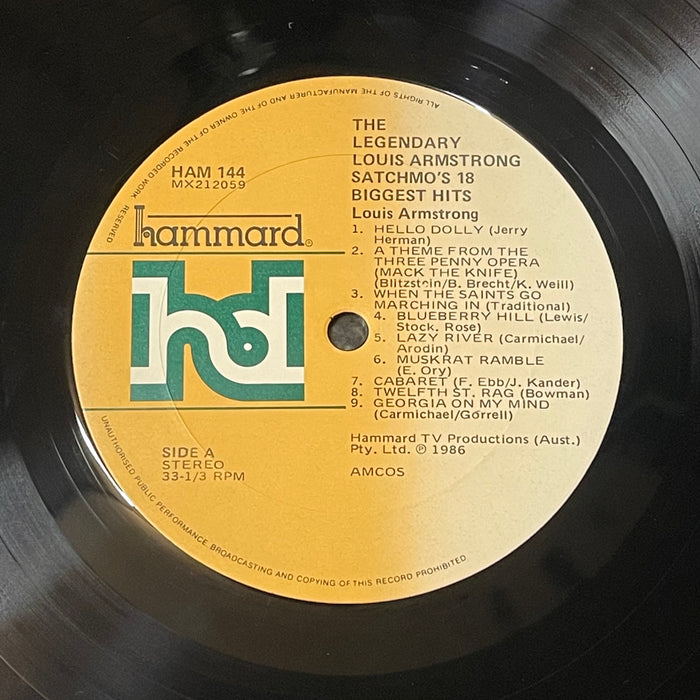 ALL RIGHTS OF THE MANUFACTURER AND OF THE OWNER OF THE RECORDED WORK RESERVED
HAM 144
MX212059
hammard®
hd
THE
LEGENDARY
LOUIS ARMSTRONG
SATCHMO'S 18
BIGGEST HITS
Louis Armstrong
1. HELLO DOLLY (Jerry
Herman)
2. A THEME FROM THE
THREE PENNY OPERA
(MACK THE KNIFE)
(Blitzstein/B. Brecht/K. Weill)
3. WHEN THE SAINTS GO
MARCHING IN (Traditional)
4. BLUEBERRY HILL (Lewis/
Stock. Rose)
5. LAZY RIVER (Carmichael/
Arodin)
6. MUSKRAT RAMBLE
(E. Ory)
7. CABARET (F. Ebb/J. Kander)
8. TWELFTH ST. RAG (Bowman)
9. GEORGIA ON MY MIND
(Carmichael/Gorrell)
Hammard TV Productions (Aust.)
Pty. Ltd. ℗ 1986
AMCOS
SIDE A
STEREO
33-1/3 RPM
UNAUTHORISED PUBLIC PERFORMANCE BROADCASTING AND COPYING OF THIS RECORD PROHIBITED